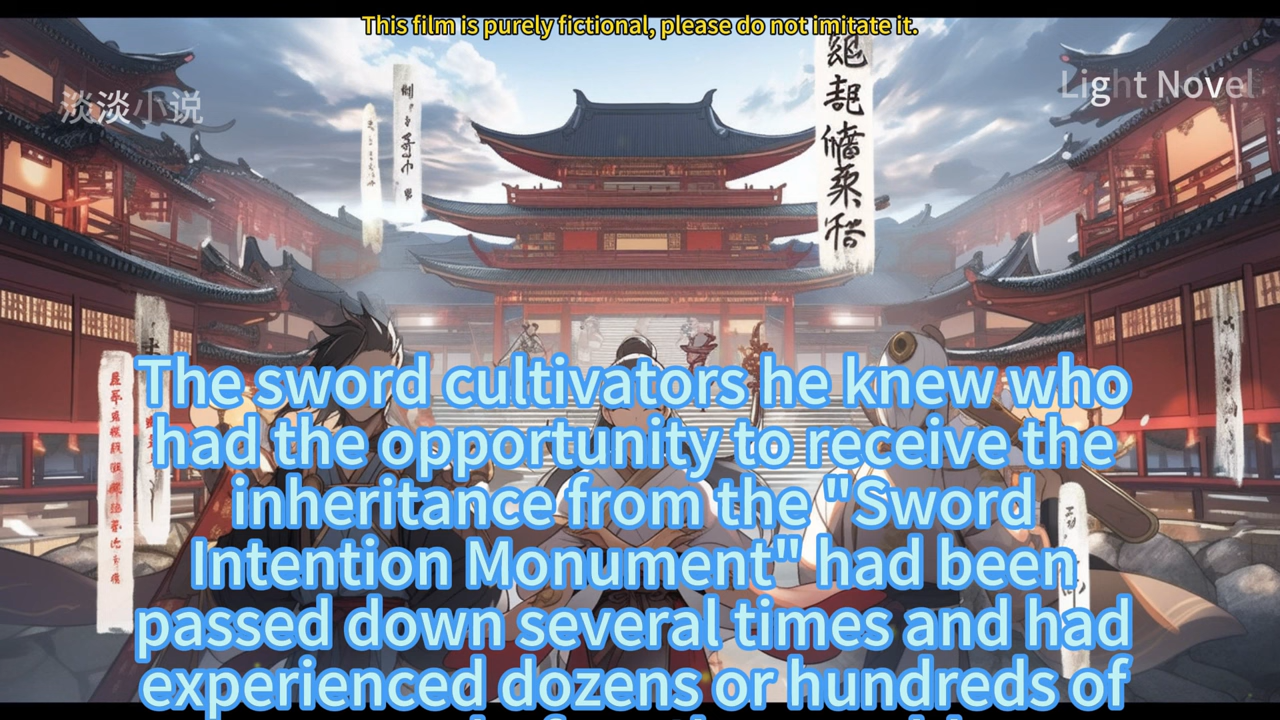 This film is purely fictional, please do not imitate it.
淡淡小说
Light Novel
The sword cultivators he knew who
had the opportunity to receive the
inheritance from the "Sword
Intention Monument" had been
passed down several times and had
experienced dozens or hundreds of